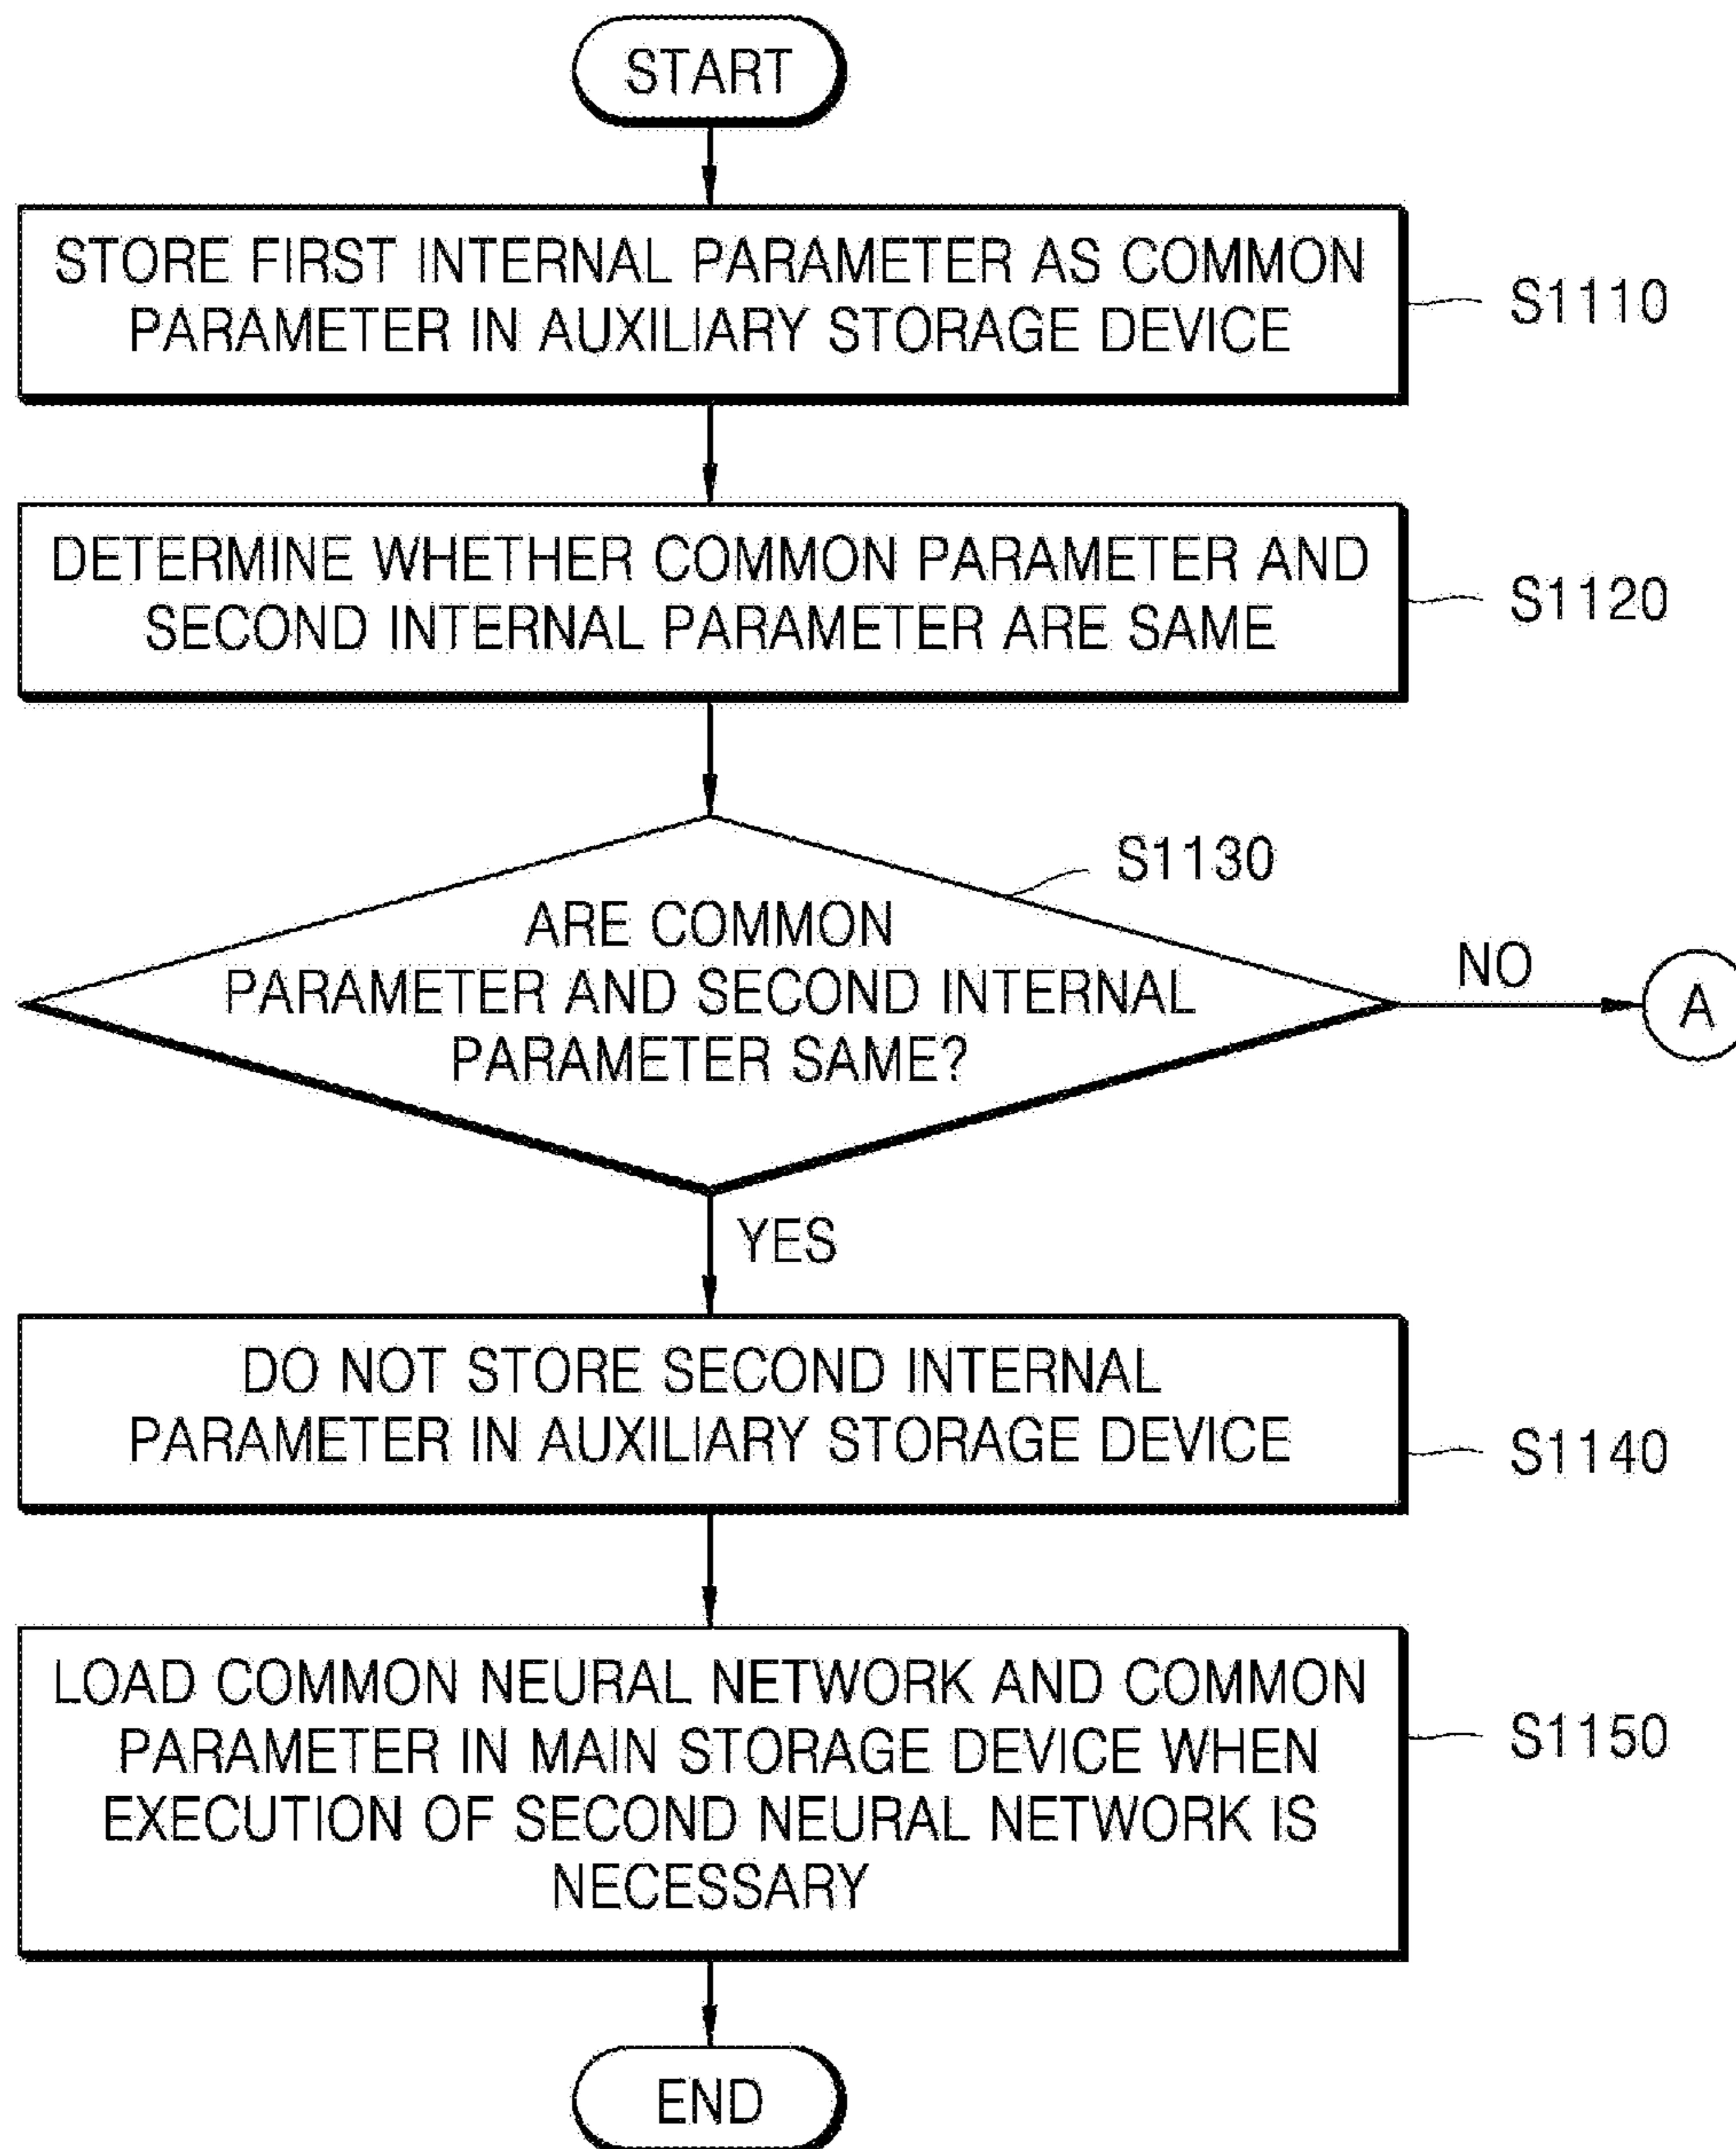 START
STORE FIRST INTERNAL PARAMETER AS COMMON
PARAMETER IN AUXILIARY STORAGE DEVICE
S1110
DETERMINE WHETHER COMMON PARAMETER AND
SECOND INTERNAL PARAMETER ARE SAME
S1120
S1130
ARE COMMON
PARAMETER AND SECOND INTERNAL
PARAMETER SAME?
NO
A
YES
DO NOT STORE SECOND INTERNAL
PARAMETER IN AUXILIARY STORAGE DEVICE
S1140
LOAD COMMON NEURAL NETWORK AND COMMON
PARAMETER IN MAIN STORAGE DEVICE WHEN
EXECUTION OF SECOND NEURAL NETWORK IS
NECESSARY
S1150
END